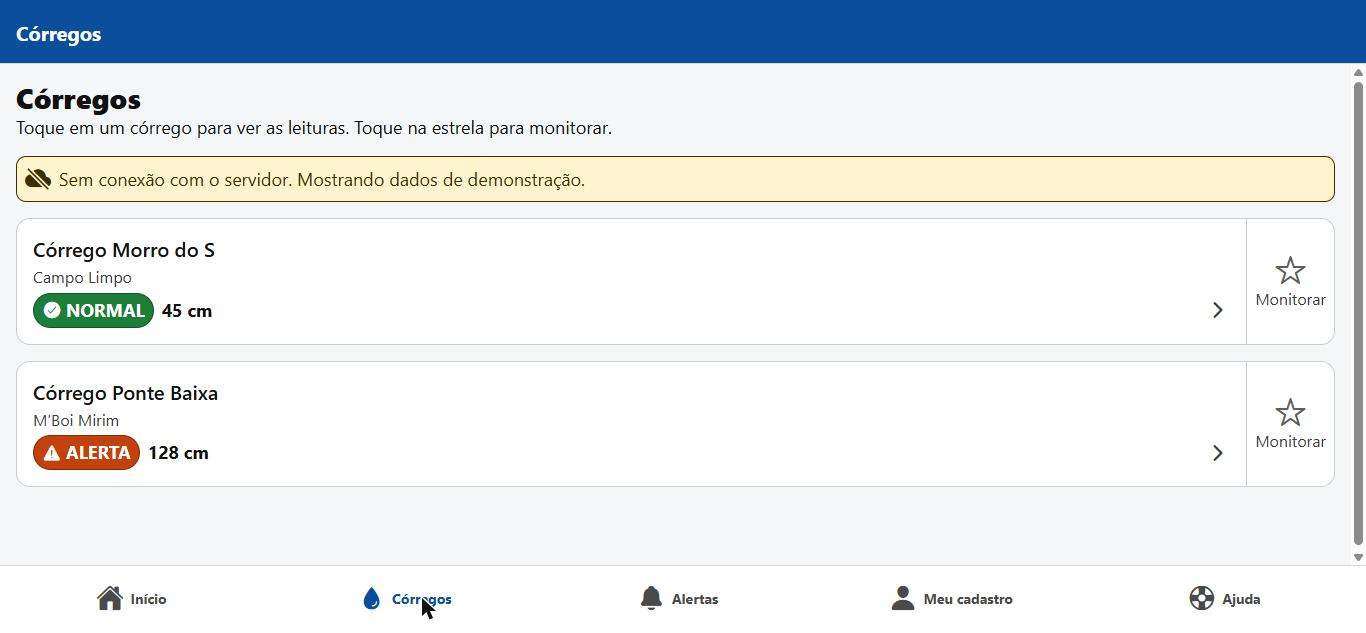 Córregos
Córregos
Toque em um córrego para ver as leituras. Toque na estrela para monitorar.
Sem conexão com o servidor. Mostrando dados de demonstração.
Córrego Morro do S
Campo Limpo
NORMAL 45 cm
Monitorar
Córrego Ponte Baixa
M'Boi Mirim
ALERTA 128 cm
Monitorar
Início Córregos Alertas Meu cadastro Ajuda